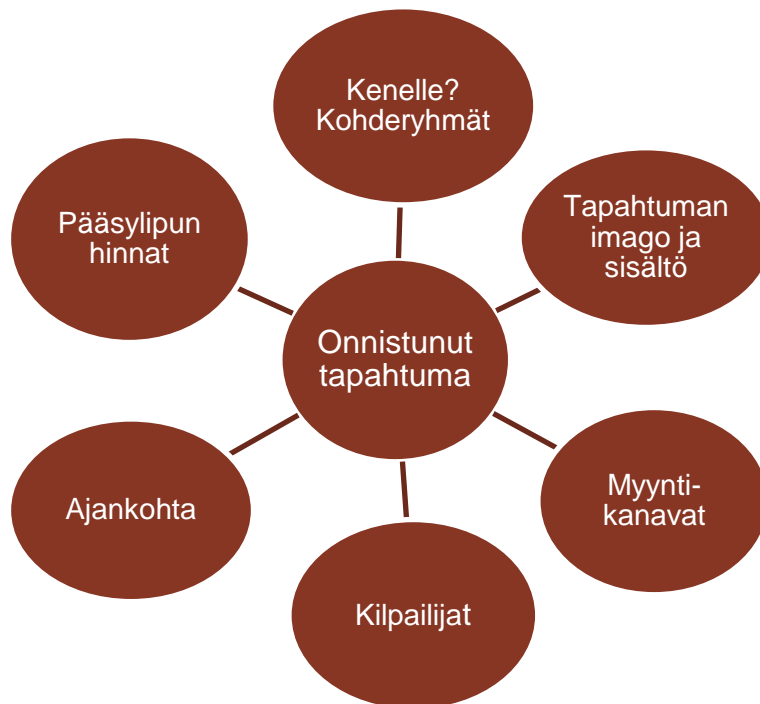 Kenelle?
Kohderyhmät
Tapahtuman
imago ja
sisältö
Pääsylipun
hinnat
Onnistunut
tapahtuma
Myynti-
kanavat
Ajankohta
Kilpailijat